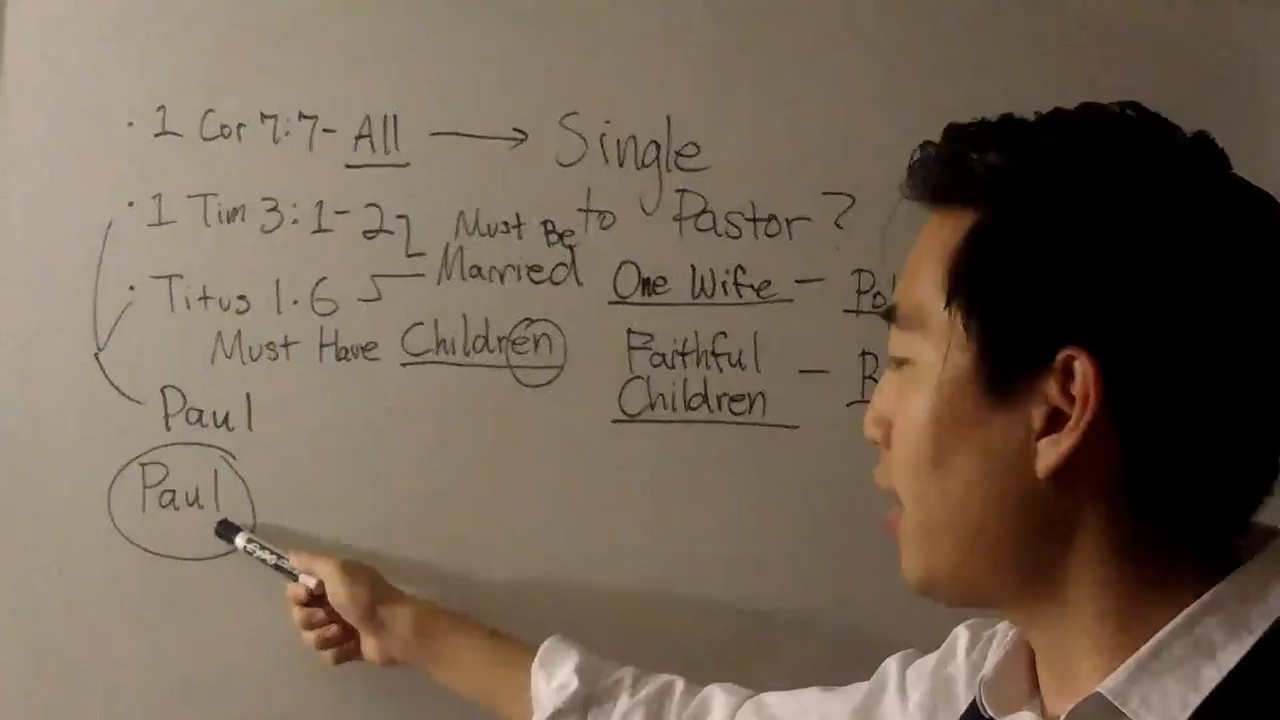 · 1 Cor 7:7- All → Single
· 1 Tim 3:1-2 Must Be to Pastor?
· Titus 1.6 Married One Wife -
Must Have Children Faithful -
Children
Paul
Paul
EXPO